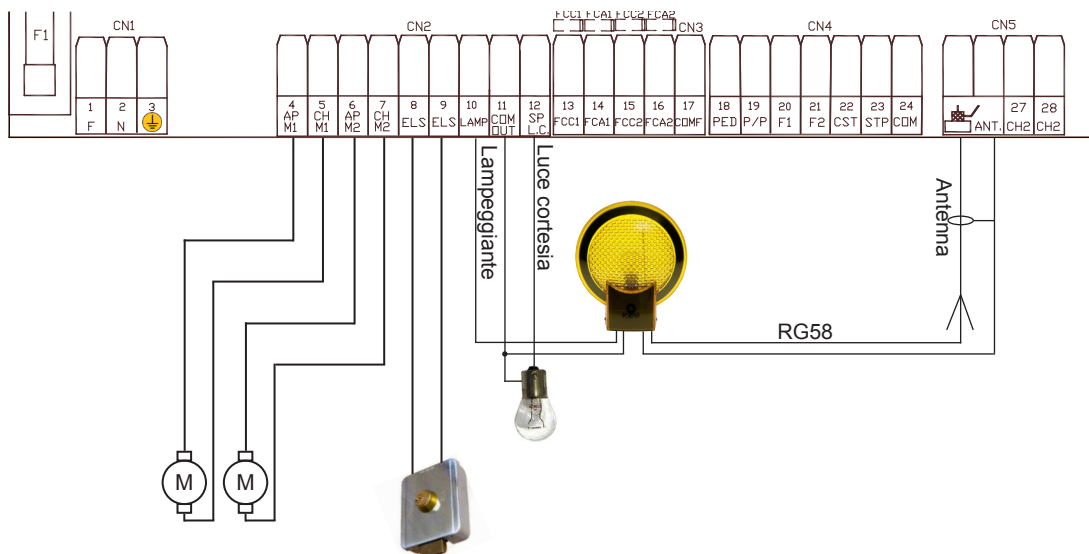 FCC1 FCA1 FCC2 FCA2
F1 CN1 CN2 CN3 CN4 CN5
1 F
2 N
3
4 AP M1
5 CH M1
6 AP M2
7 CH M2
8 ELS
9 ELS
10 LAMP
11 COM OUT
12 SP L.C.
13 FCC1
14 FCA1
15 FCC2
16 FCA2
17 COMF
18 PED
19 P/P
20 F1
21 F2
22 CST
23 STP
24 COM
ANT.
27 CH2
28 CH2
Lampeggiante
Luce cortesia
Antenna
RG58
M M